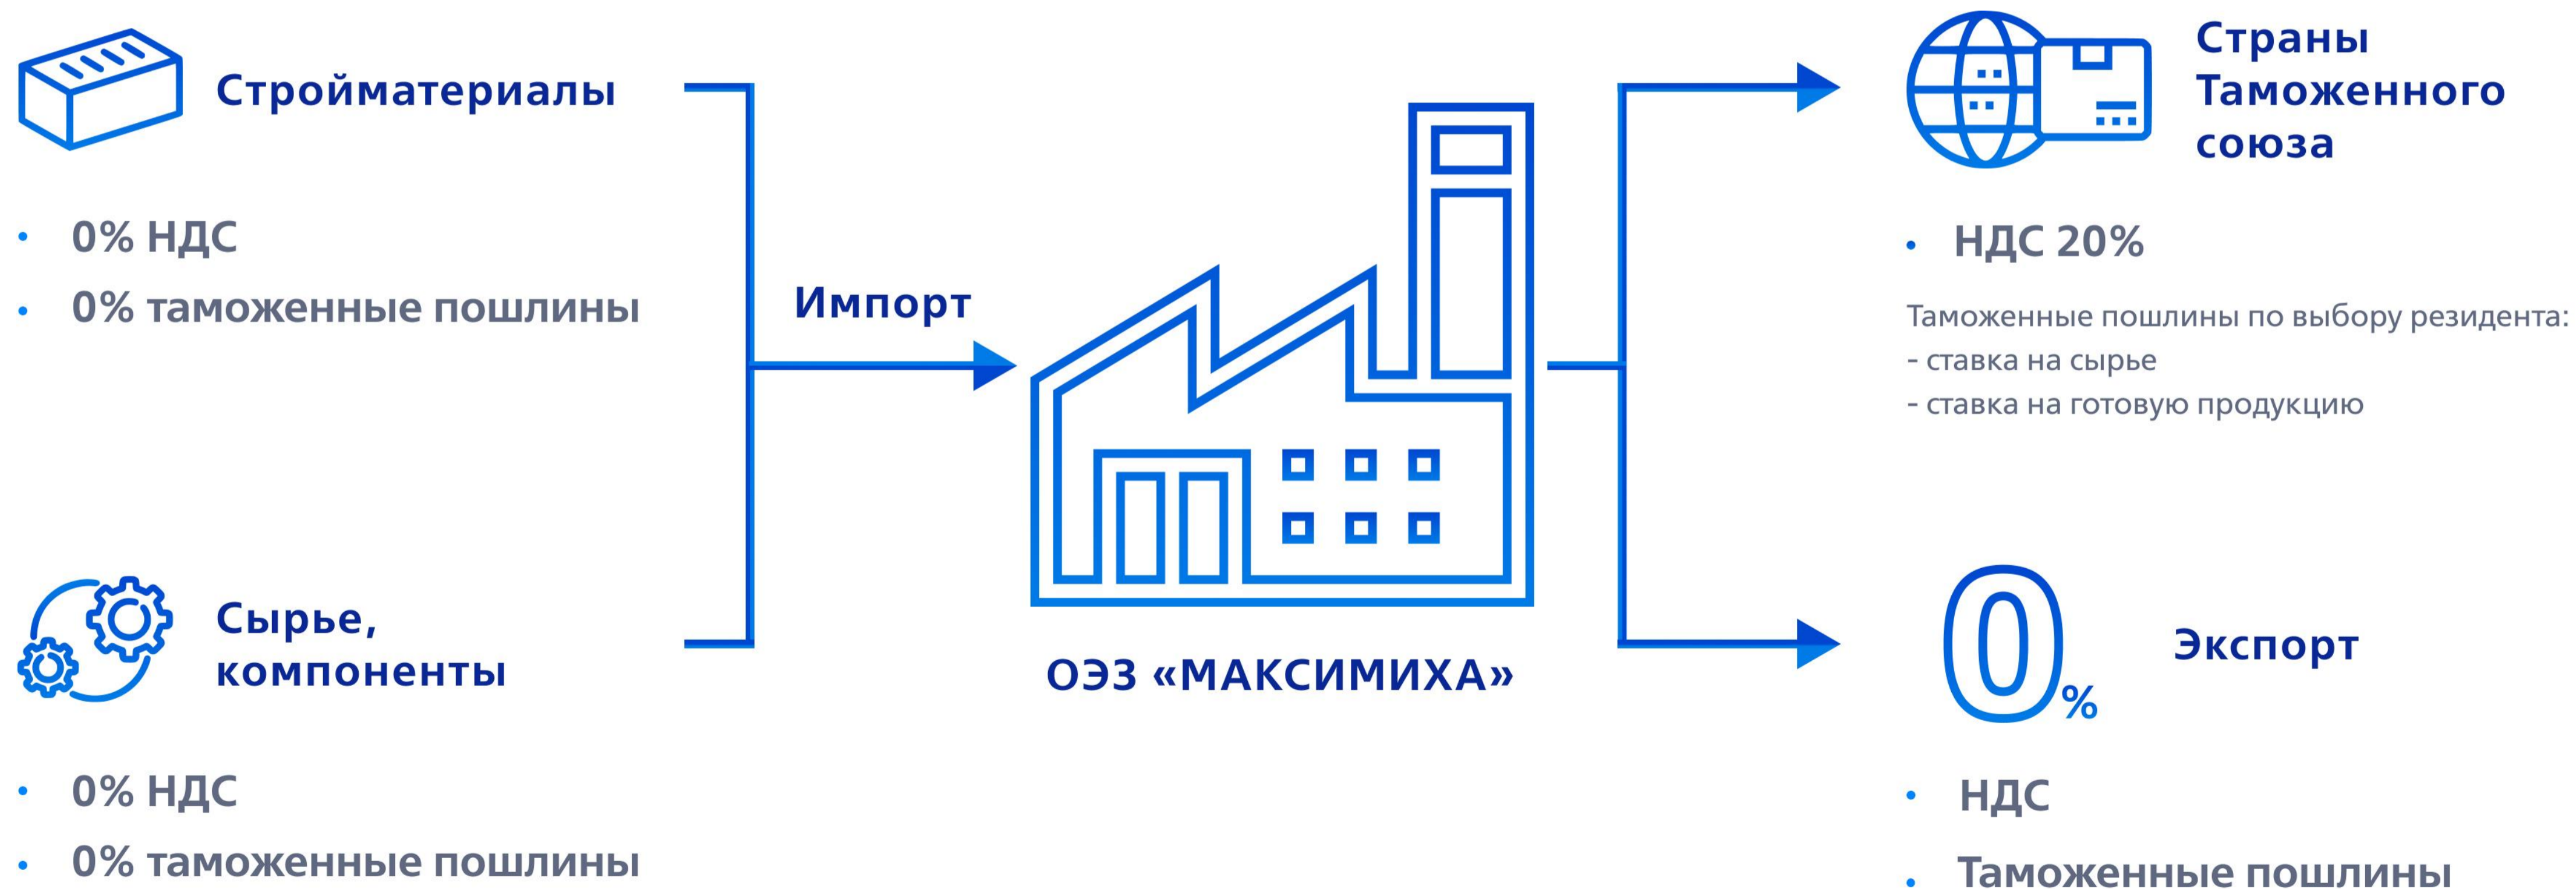 Стройматериалы
0% НДС
0% таможенные пошлины
Сырье,
компоненты
0% НДС
0% таможенные пошлины
Импорт
ОЭЗ «МАКСИМИХА»
Страны
Таможенного
союза
НДС 20%
Таможенные пошлины по выбору резидента:
- ставка на сырье
- ставка на готовую продукцию
0%
Экспорт
НДС
Таможенные пошлины